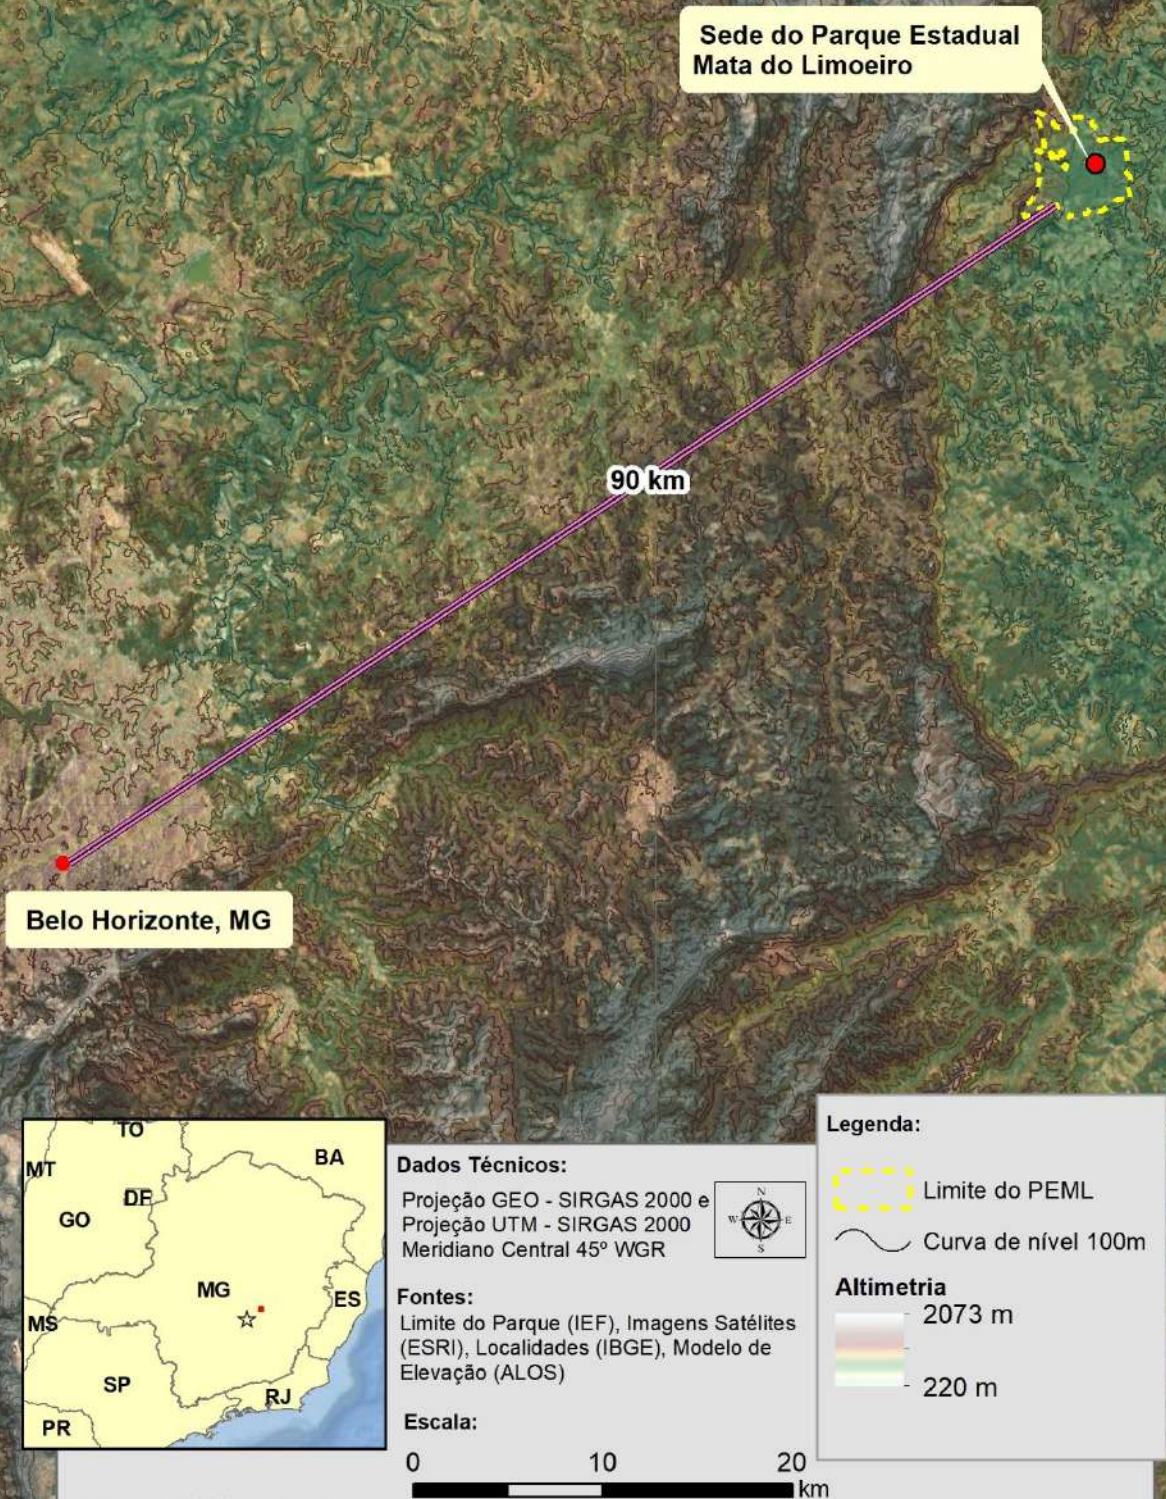 Sede do Parque Estadual
Mata do Limoeiro
90 km
Belo Horizonte, MG
TO
BA
MT
DF
GO
MG
ES
MS
SP
RJ
PR
Dados Técnicos:
Projeção GEO - SIRGAS 2000 e
Projeção UTM - SIRGAS 2000
Meridiano Central 45º WGR
N
W
E
S
Fontes:
Limite do Parque (IEF), Imagens Satélites
(ESRI), Localidades (IBGE), Modelo de
Elevação (ALOS)
Escala:
0 10 20
km
Legenda:
Limite do PEML
Curva de nível 100m
Altimetria
2073 m
220 m